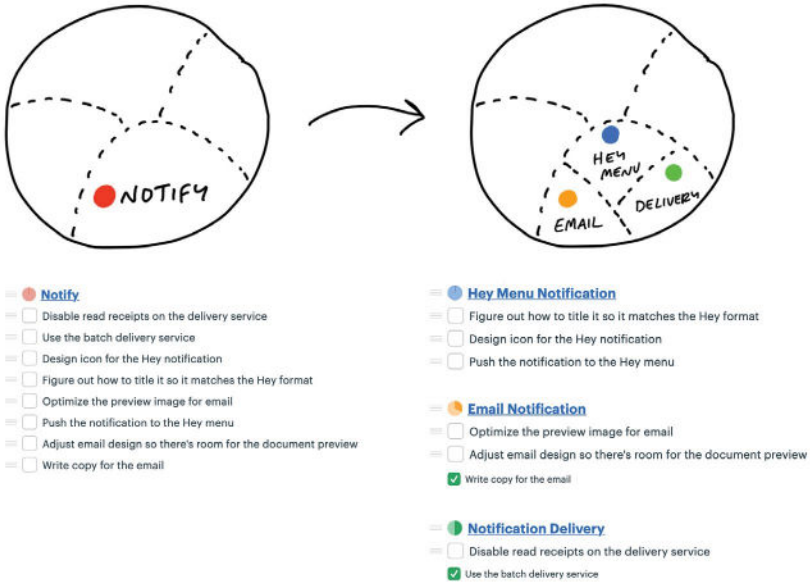 NOTIFY
HEY
MENU
EMAIL
DELIVERY
Notify
Disable read receipts on the delivery service
Use the batch delivery service
Design icon for the Hey notification
Figure out how to title it so it matches the Hey format
Optimize the preview image for email
Push the notification to the Hey menu
Adjust email design so there's room for the document preview
Write copy for the email
Hey Menu Notification
Figure out how to title it so it matches the Hey format
Design icon for the Hey notification
Push the notification to the Hey menu
Email Notification
Optimize the preview image for email
Adjust email design so there's room for the document preview
Write copy for the email
Notification Delivery
Disable read receipts on the delivery service
Use the batch delivery service